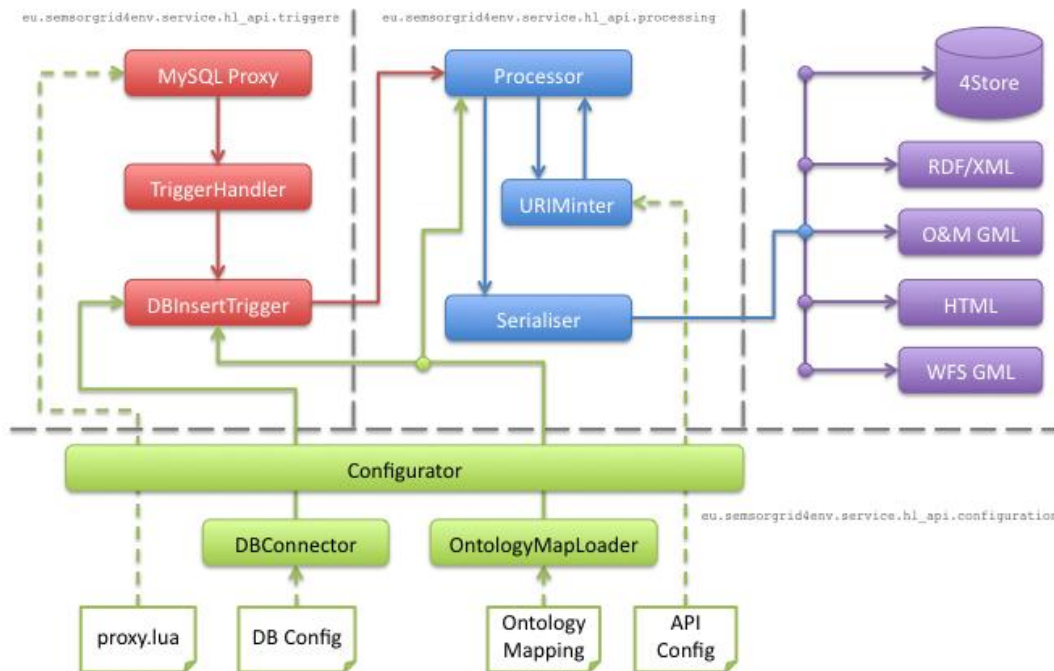 eu.semsorgrid4env.service.hl_api.triggers
eu.semsorgrid4env.service.hl_api.processing
MySQL Proxy
Processor
4Store
TriggerHandler
URIMinter
RDF/XML
O&M GML
DBInsertTrigger
Serialiser
HTML
WFS GML
Configurator
eu.semsorgrid4env.service.hl_api.configuration
DBConnector
OntologyMapLoader
proxy.lua
DB Config
Ontology
Mapping
API
Config